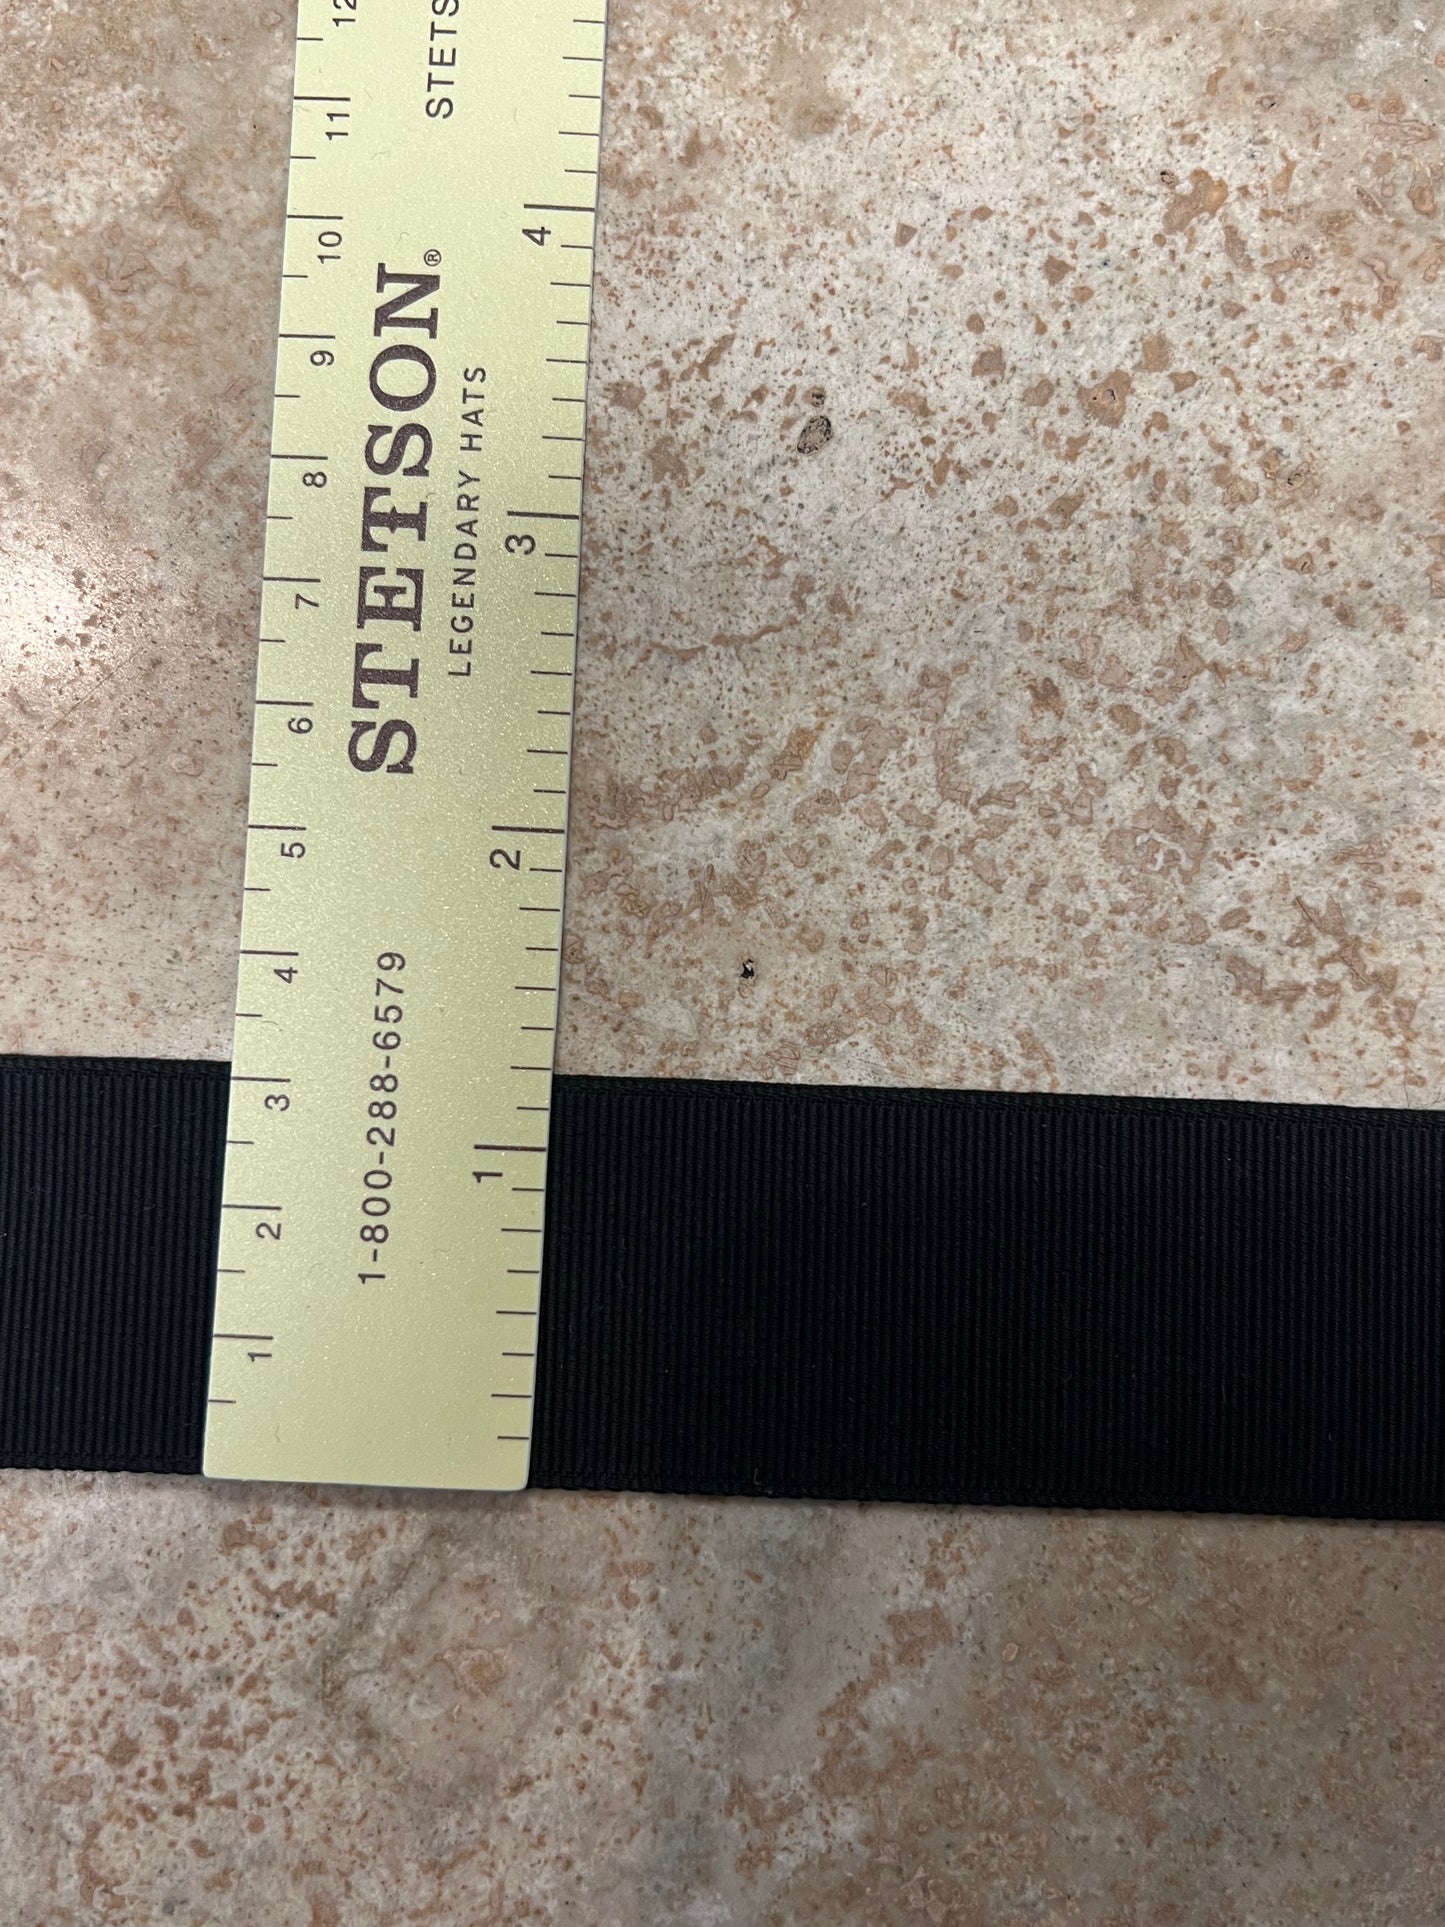 1-800-288-6579
STETSON®
LEGENDARY HATS
STETS
1 2 3 4 5 6 7 8 9 10 11 12
1 2 3 4